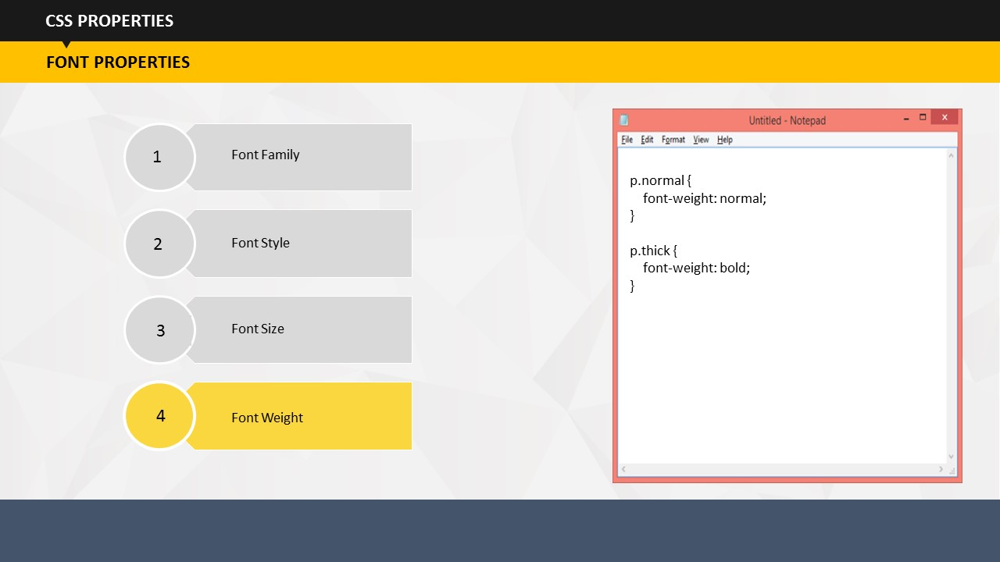 CSS PROPERTIES
FONT PROPERTIES
1
Font Family
2
Font Style
3
Font Size
4
Font Weight
Untitled - Notepad
File Edit Format View Help
p.normal {
    font-weight: normal;
}
p.thick {
    font-weight: bold;
}